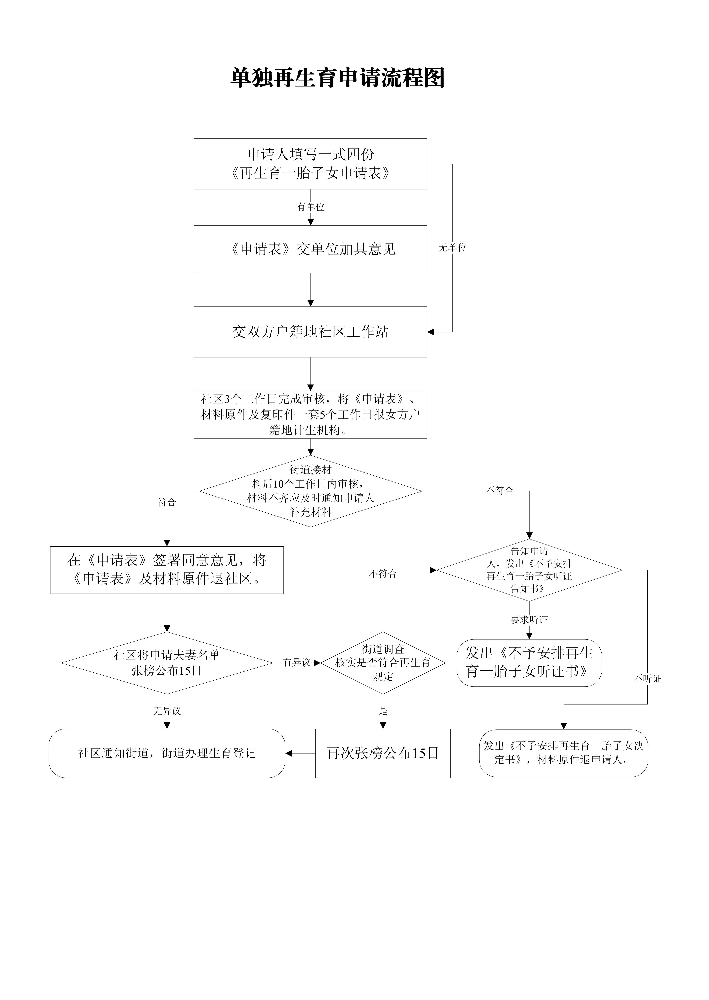 单独再生育申请流程图
申请人填写一式四份
《再生育一胎子女申请表》
有单位
《申请表》交单位加具意见
无单位
交双方户籍地社区工作站
社区3个工作日完成审核，将《申请表》、
材料原件及复印件一套5个工作日报女方户
籍地计生机构。
街道接材
料后10个工作日内审核，
材料不齐应及时通知申请人
补充材料
符合
不符合
在《申请表》签署同意意见，将
《申请表》及材料原件退社区。
告知申请
人，发出《不予安排
再生育一胎子女听证
告知书》
不符合
要求听证
社区将申请夫妻名单
张榜公布15日
有异议
街道调查
核实是否符合再生育
规定
发出《不予安排再生
育一胎子女听证书》
不听证
无异议
是
社区通知街道，街道办理生育登记
再次张榜公布15日
发出《不予安排再生育一胎子女决
定书》，材料原件退申请人。